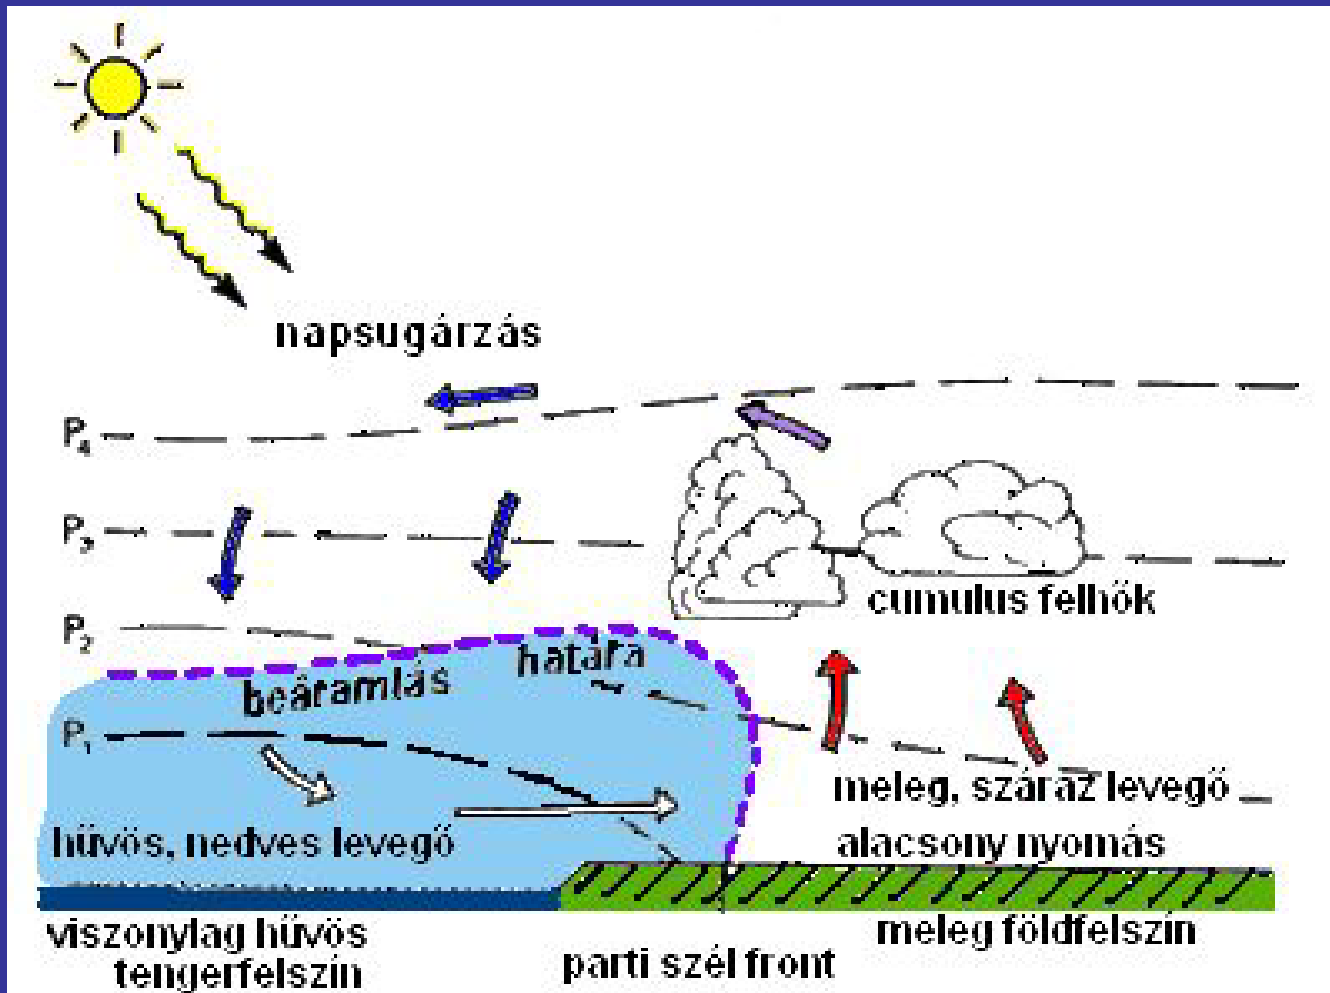 napsugárzás
P₄
P₃
cumulus felhők
P₂
beáramlás határa
P₁
meleg, száraz levegő
hűvös, nedves levegő
alacsony nyomás
viszonylag hűvös
tengerfelszín
parti szél front
meleg földfelszín